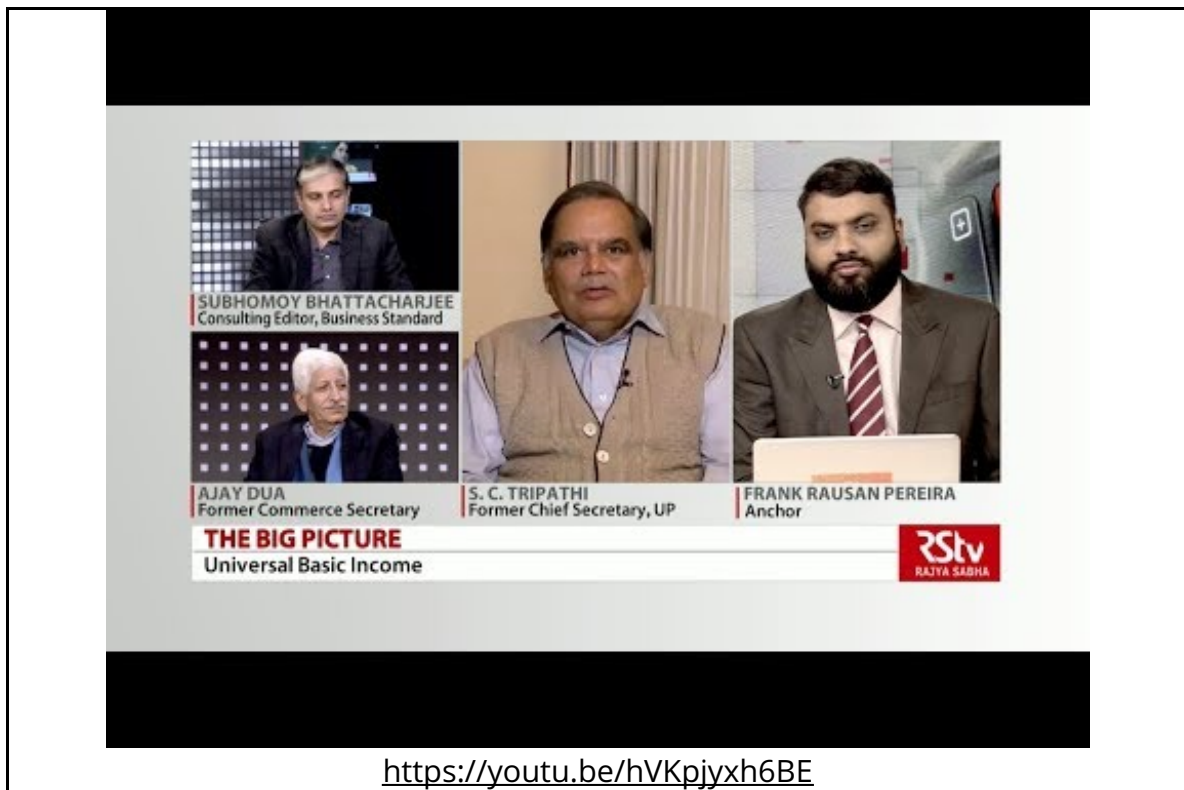 SUBHOMOY BHATTACHARJEE
Consulting Editor, Business Standard
AJAY DUA
Former Commerce Secretary
S. C. TRIPATHI
Former Chief Secretary, UP
FRANK RAUSAN PEREIRA
Anchor
THE BIG PICTURE
Universal Basic Income
RStv
RAJYA SABHA
https://youtu.be/hVKpjyxh6BE